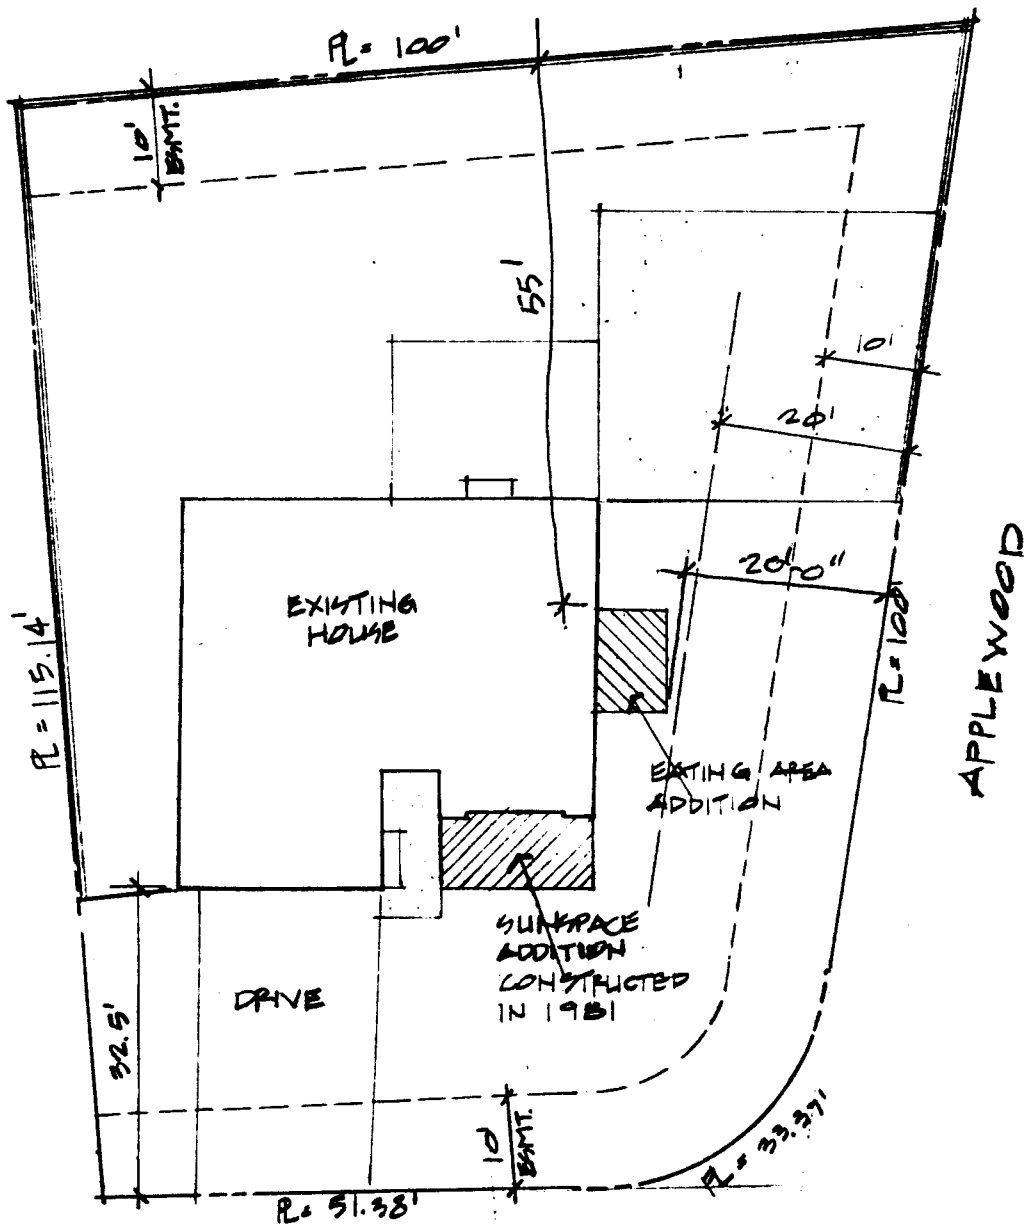 PL = 100'
10'
ESMT.
55'
10'
20'
20'-0"
EXISTING
HOUSE
PL = 115.14'
PL = 100'
APPLEWOOD
EATING AREA
ADDITION
SUNSPACE
ADDITION
CONSTRUCTED
IN 1981
DRIVE
32.5'
10'
ESMT.
PL = 33.37'
PL = 51.38'